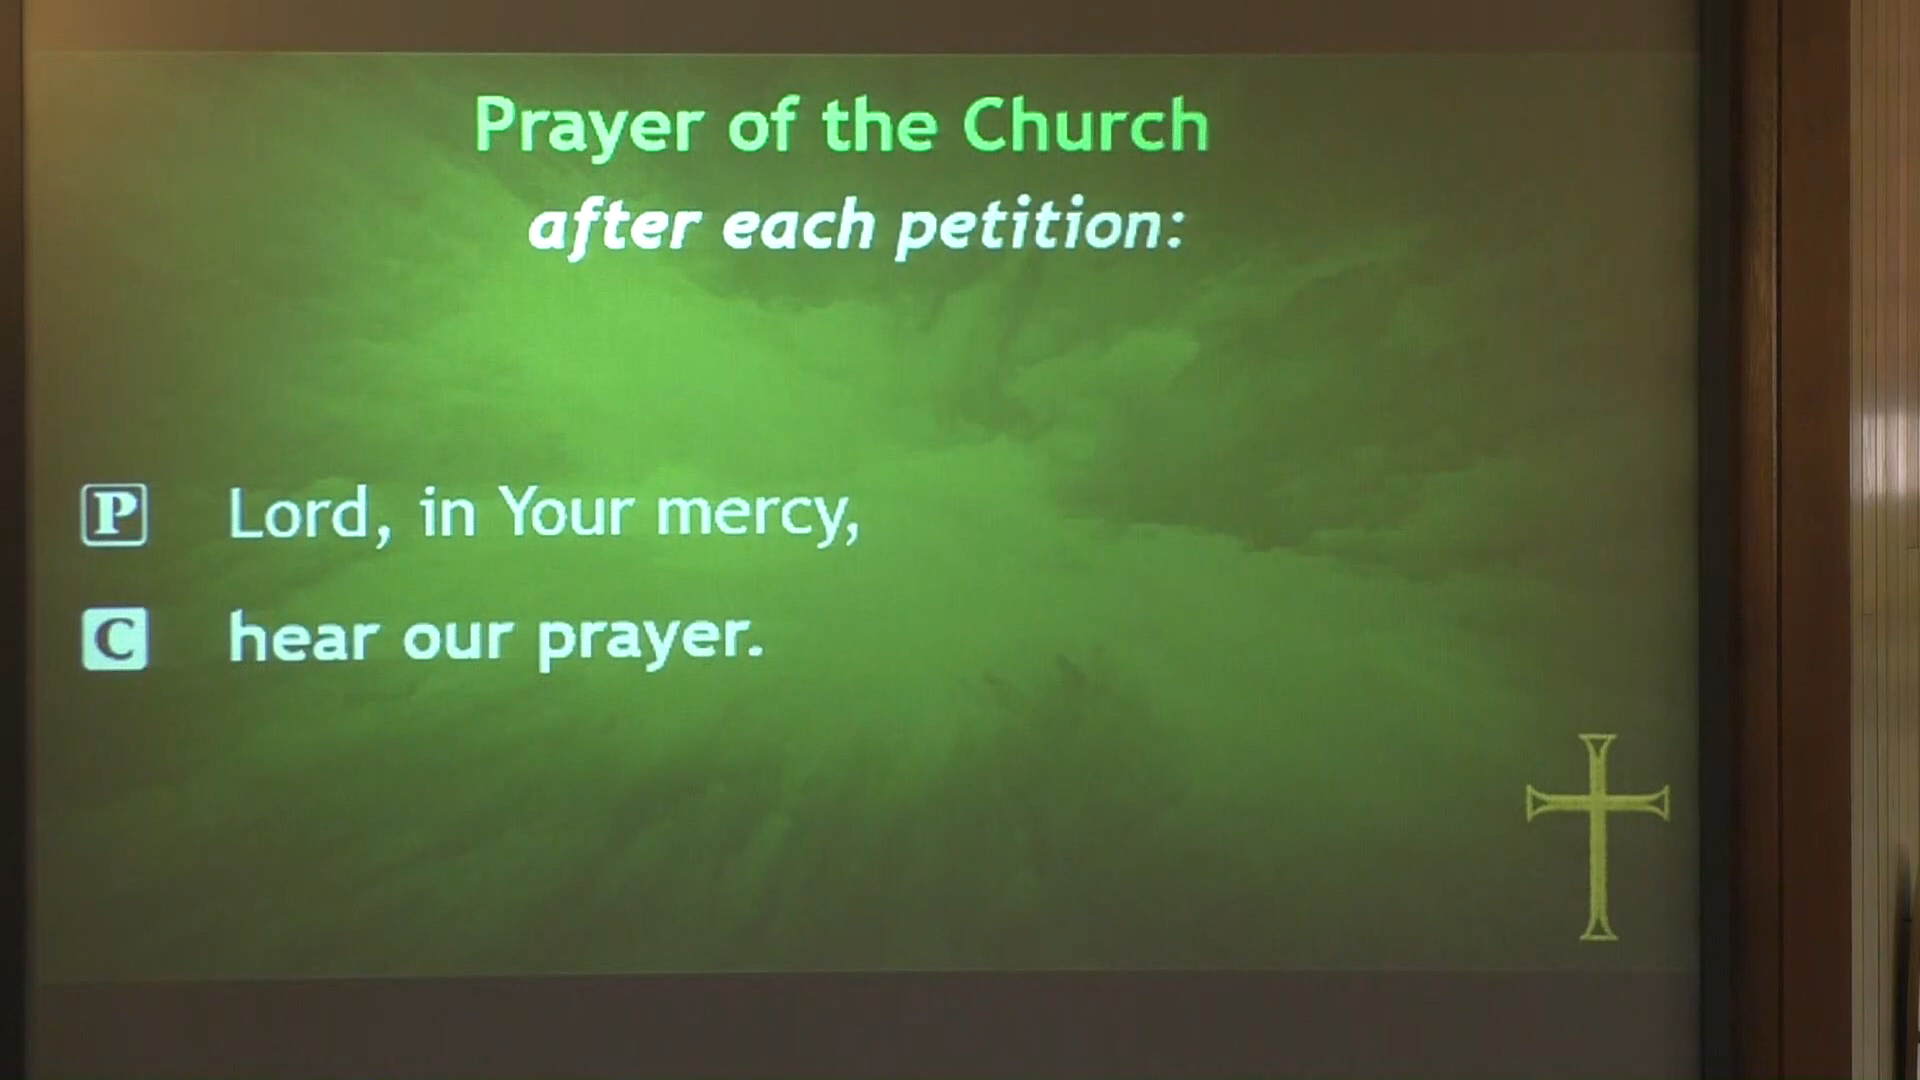 Prayer of the Church
after each petition:
P Lord, in Your mercy,
C hear our prayer.